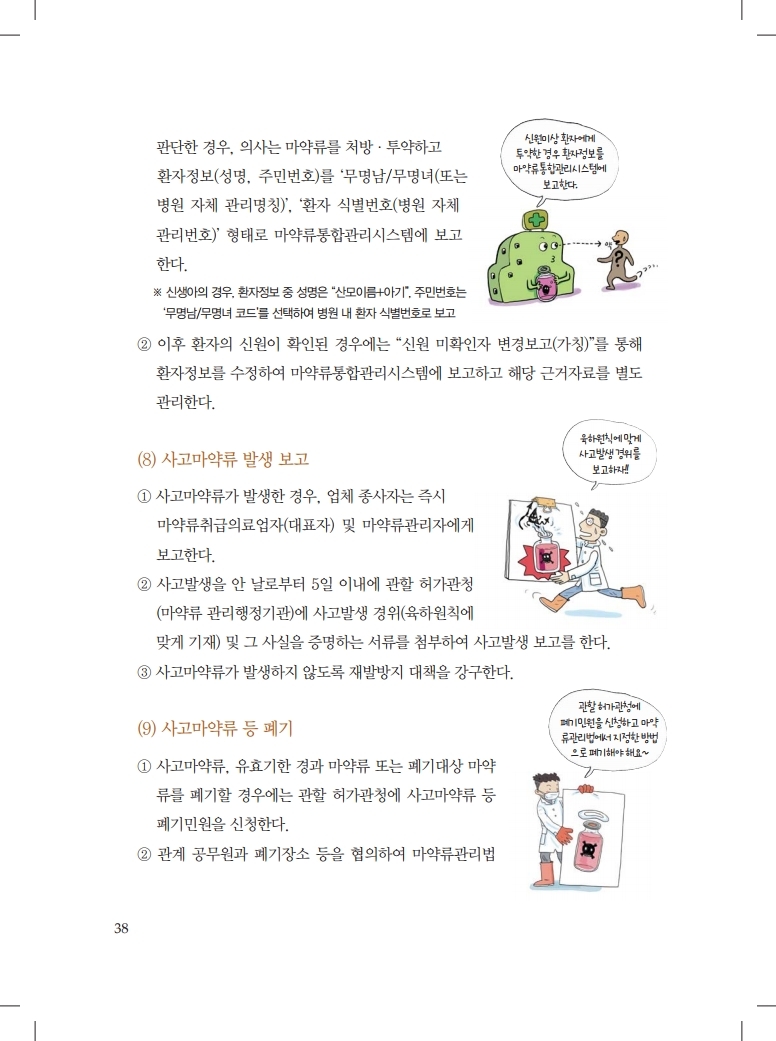 판단한 경우, 의사는 마약류를 처방 · 투약하고
환자정보(성명, 주민번호)를 ‘무명남/무명녀(또는
병원 자체 관리명칭)’, ‘환자 식별번호(병원 자체
관리번호)’ 형태로 마약류통합관리시스템에 보고
한다.
※ 신생아의 경우, 환자정보 중 성명은 “산모이름+아기”, 주민번호는
‘무명남/무명녀 코드’를 선택하여 병원 내 환자 식별번호로 보고
신원미상 환자에게
투약한 경우 환자정보를
마약류통합관리시스템에
보고한다.
액
?
② 이후 환자의 신원이 확인된 경우에는 “신원 미확인자 변경보고(가칭)”를 통해
환자정보를 수정하여 마약류통합관리시스템에 보고하고 해당 근거자료를 별도
관리한다.
(8) 사고마약류 발생 보고
① 사고마약류가 발생한 경우, 업체 종사자는 즉시
마약류취급의료업자(대표자) 및 마약류관리자에게
보고한다.
② 사고발생을 안 날로부터 5일 이내에 관할 허가관청
(마약류 관리행정기관)에 사고발생 경위(육하원칙에
맞게 기재) 및 그 사실을 증명하는 서류를 첨부하여 사고발생 보고를 한다.
③ 사고마약류가 발생하지 않도록 재발방지 대책을 강구한다.
육하원칙에 맞게
사고발생 경위를
보고하자!!
(9) 사고마약류 등 폐기
① 사고마약류, 유효기한 경과 마약류 또는 폐기대상 마약
류를 폐기할 경우에는 관할 허가관청에 사고마약류 등
폐기민원을 신청한다.
② 관계 공무원과 폐기장소 등을 협의하여 마약류관리법
관할 허가관청에
폐기민원을 신청하고 마약
류관리법에서 지정한 방법
으로 폐기해야 해요~
38